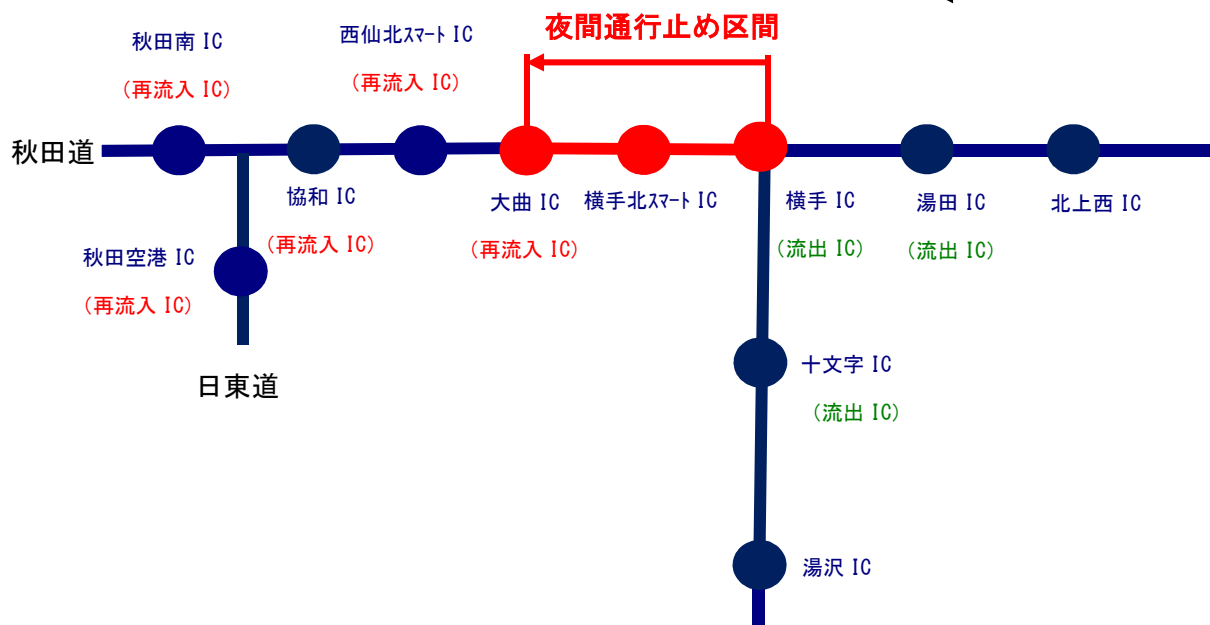 夜間通行止め区間
秋田南 IC
(再流入 IC)
西仙北スマート IC
(再流入 IC)
秋田道
協和 IC
(再流入 IC)
大曲 IC
(再流入 IC)
横手北スマート IC
横手 IC
(流出 IC)
湯田 IC
(流出 IC)
北上西 IC
秋田空港 IC
(再流入 IC)
日東道
十文字 IC
(流出 IC)
湯沢 IC